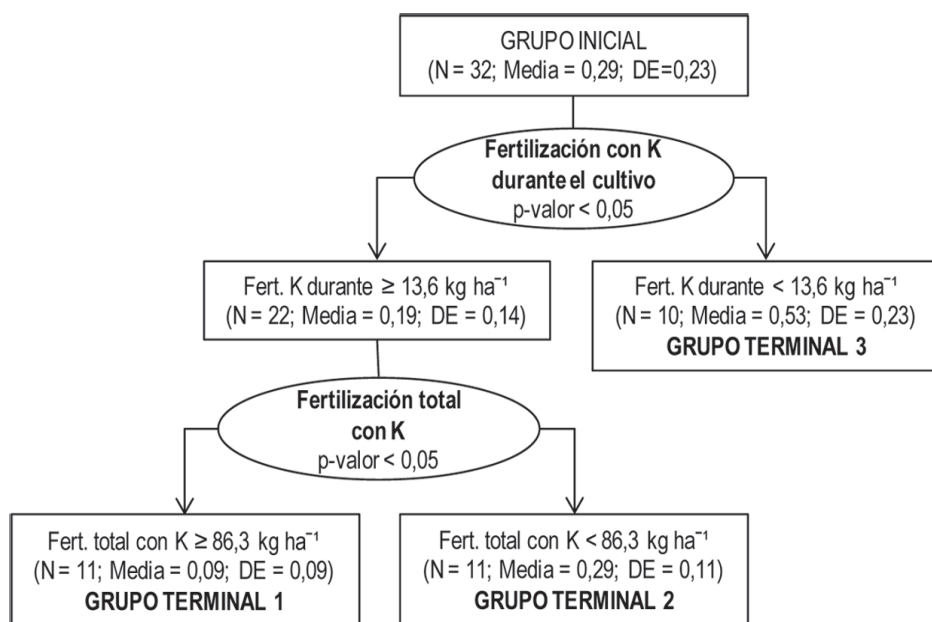 GRUPO INICIAL
(N = 32; Media = 0,29; DE=0,23)
Fertilización con K
durante el cultivo
p-valor < 0,05
Fert. K durante ≥ 13,6 kg ha⁻¹
(N = 22; Media = 0,19; DE = 0,14)
Fert. K durante < 13,6 kg ha⁻¹
(N = 10; Media = 0,53; DE = 0,23)
GRUPO TERMINAL 3
Fertilización total
con K
p-valor < 0,05
Fert. total con K ≥ 86,3 kg ha⁻¹
(N = 11; Media = 0,09; DE = 0,09)
GRUPO TERMINAL 1
Fert. total con K < 86,3 kg ha⁻¹
(N = 11; Media = 0,29; DE = 0,11)
GRUPO TERMINAL 2